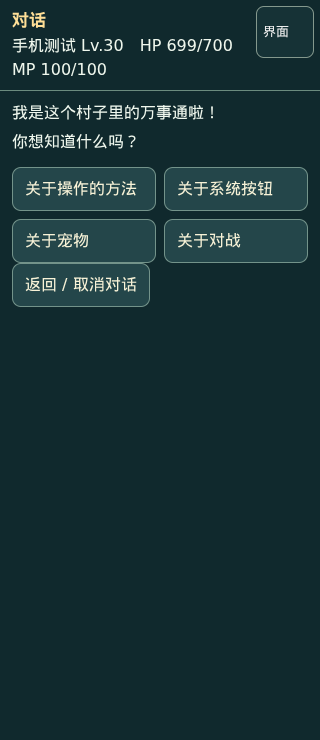 对话
界面
手机测试 Lv.30 HP 699/700
MP 100/100
我是这个村子里的万事通啦！
你想知道什么吗？
关于操作的方法
关于系统按钮
关于宠物
关于对战
返回 / 取消对话